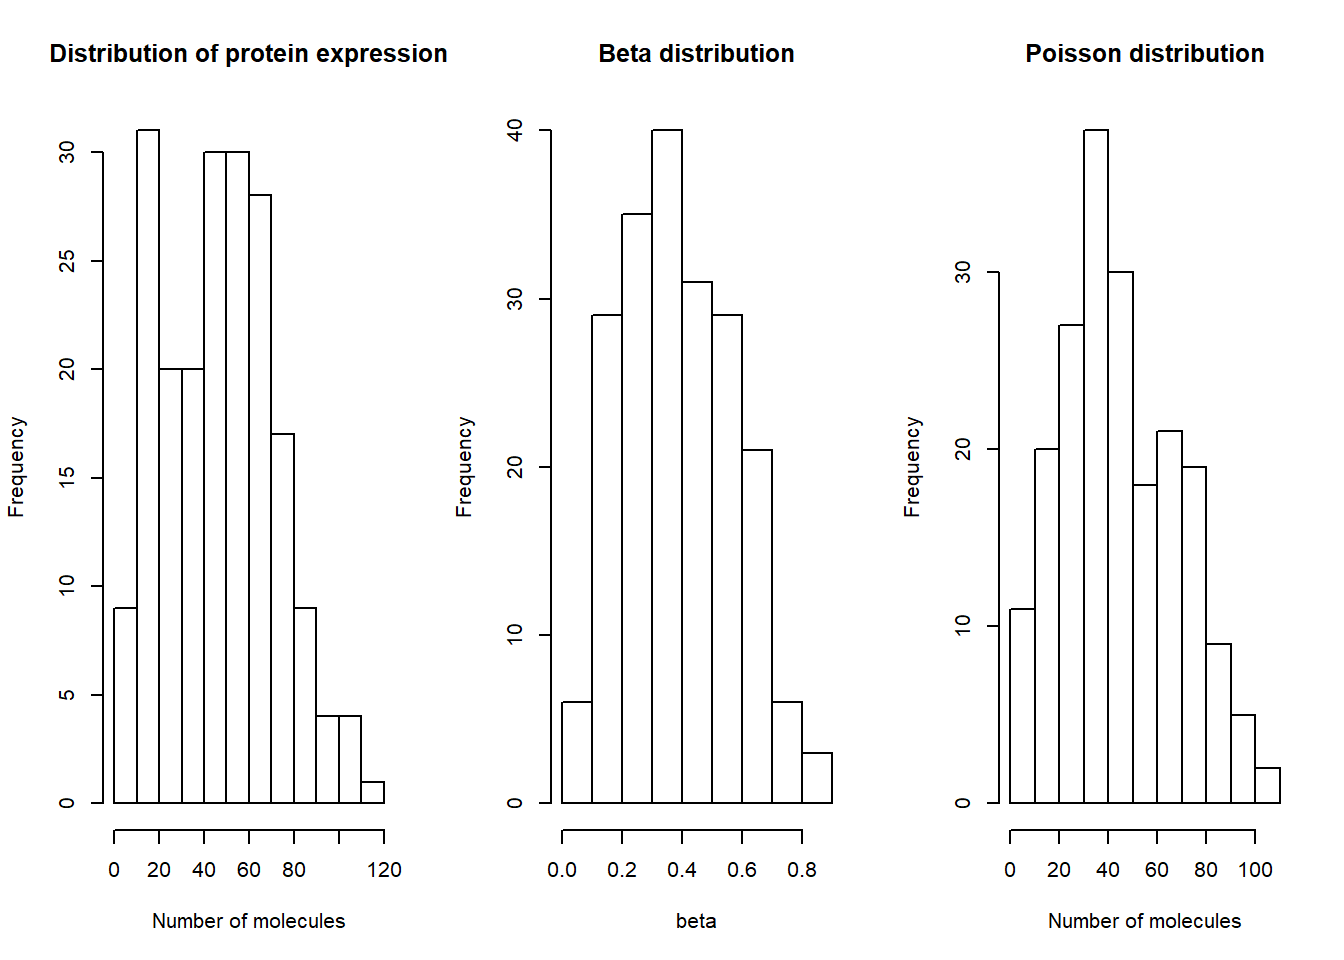 Distribution of protein expression
Frequency
0 5 10 15 20 25 30
0 20 40 60 80 120
Number of molecules
Beta distribution
Frequency
0 10 20 30 40
0.0 0.2 0.4 0.6 0.8
beta
Poisson distribution
Frequency
0 10 20 30
0 20 40 60 80 100
Number of molecules